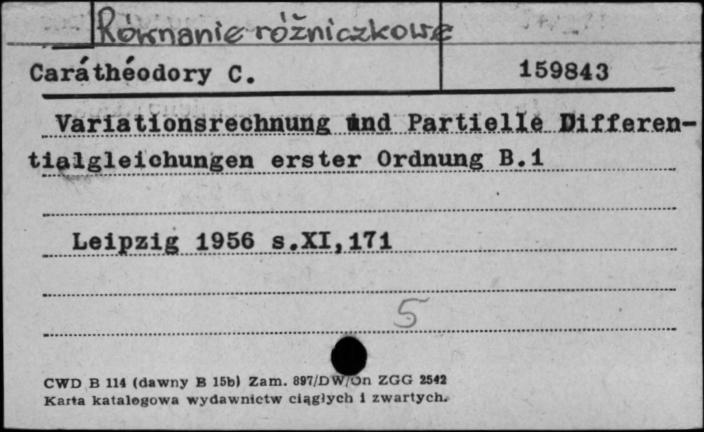 Równanie różniczkowe
Caráthéodory C. 159843
Variationsrechnung und Partielle Differen-
tialgleichungen erster Ordnung B.1
Leipzig 1956 s.XI,171
5
CWD B 114 (dawny B 15b) Zam. 897/DW/On ZGG 2542
Karta katalogowa wydawnictw ciągłych i zwartych.